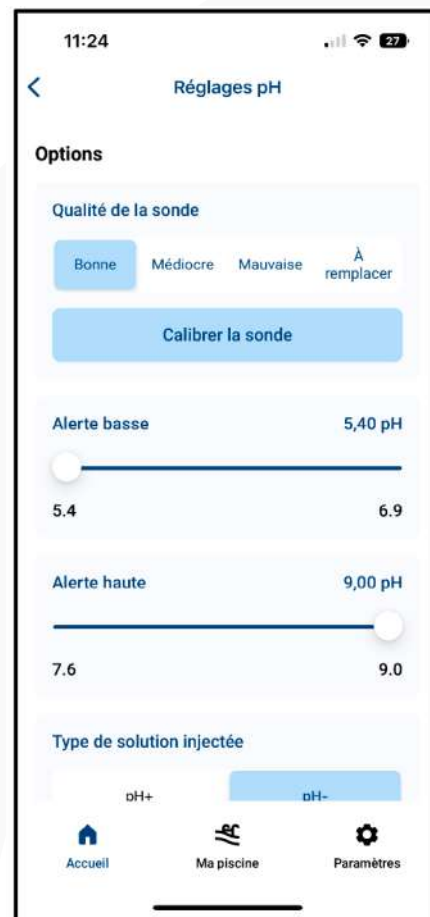 11:24
27
Réglages pH
Options
Qualité de la sonde
Bonne Médiocre Mauvaise À remplacer
Calibrer la sonde
Alerte basse 5,40 pH
5.4 6.9
Alerte haute 9,00 pH
7.6 9.0
Type de solution injectée
pH+ pH-
Accueil Ma piscine Paramètres